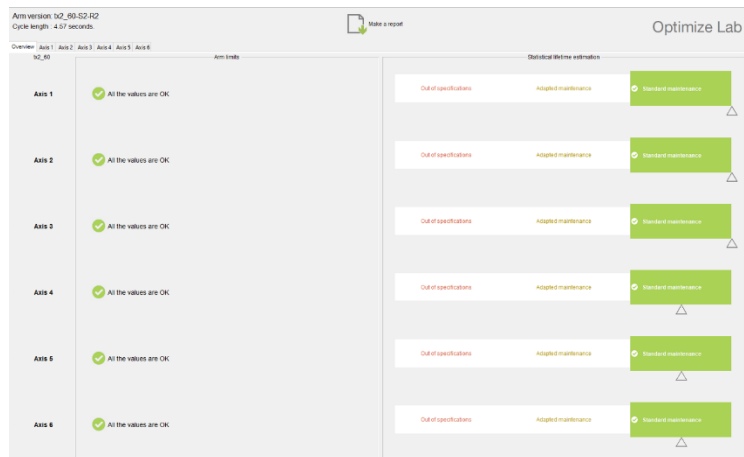 Arm version: tx2_60-S2-R2
Cycle length : 4.57 seconds.
Make a report
Optimize Lab
Overview Axis 1 Axis 2 Axis 3 Axis 4 Axis 5 Axis 6
tx2_60 Arm limits Statistical lifetime estimation
Axis 1 All the values are OK Out of specifications Adapted maintenance Standard maintenance
Axis 2 All the values are OK Out of specifications Adapted maintenance Standard maintenance
Axis 3 All the values are OK Out of specifications Adapted maintenance Standard maintenance
Axis 4 All the values are OK Out of specifications Adapted maintenance Standard maintenance
Axis 5 All the values are OK Out of specifications Adapted maintenance Standard maintenance
Axis 6 All the values are OK Out of specifications Adapted maintenance Standard maintenance